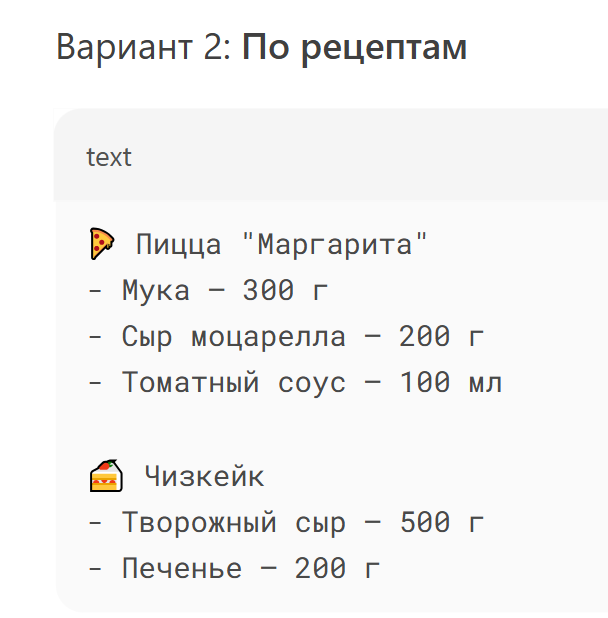 Вариант 2: По рецептам
text
🍕 Пицца "Маргарита"
- Мука — 300 г
- Сыр моцарелла — 200 г
- Томатный соус — 100 мл
🍰 Чизкейк
- Творожный сыр — 500 г
- Печенье — 200 г